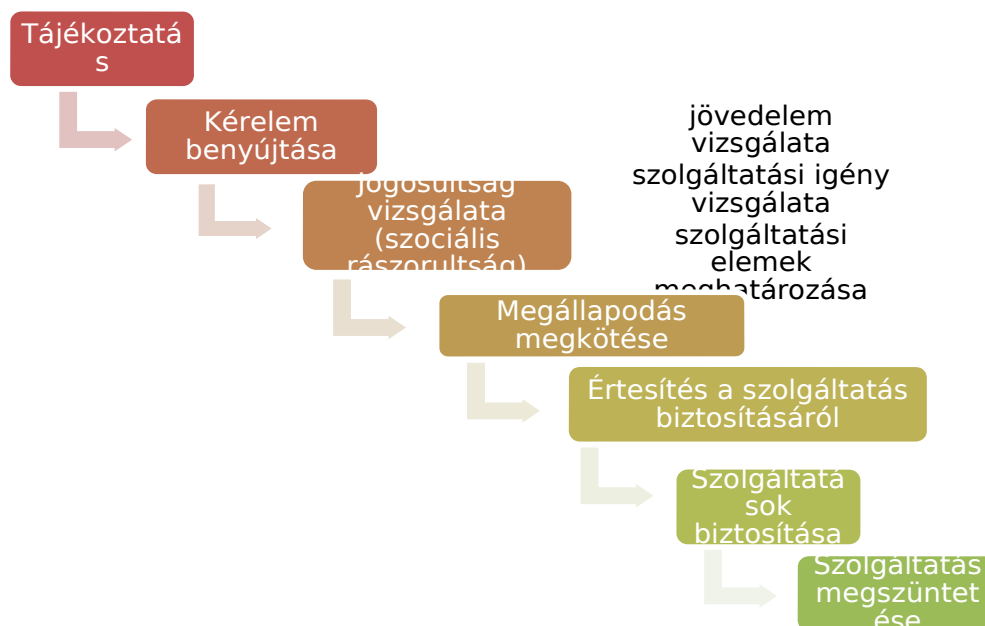 Tájékoztatá
s
Kérelem
benyújtása
jogosultság
vizsgálata
(szociális
rászorultság)
jövedelem
vizsgálata
szolgáltatási igény
vizsgálata
szolgáltatási
elemek
meghatározása
Megállapodás
megkötése
Értesítés a szolgáltatás
biztosításáról
Szolgáltatá
sok
biztosítása
Szolgáltatás
megszüntet
ése